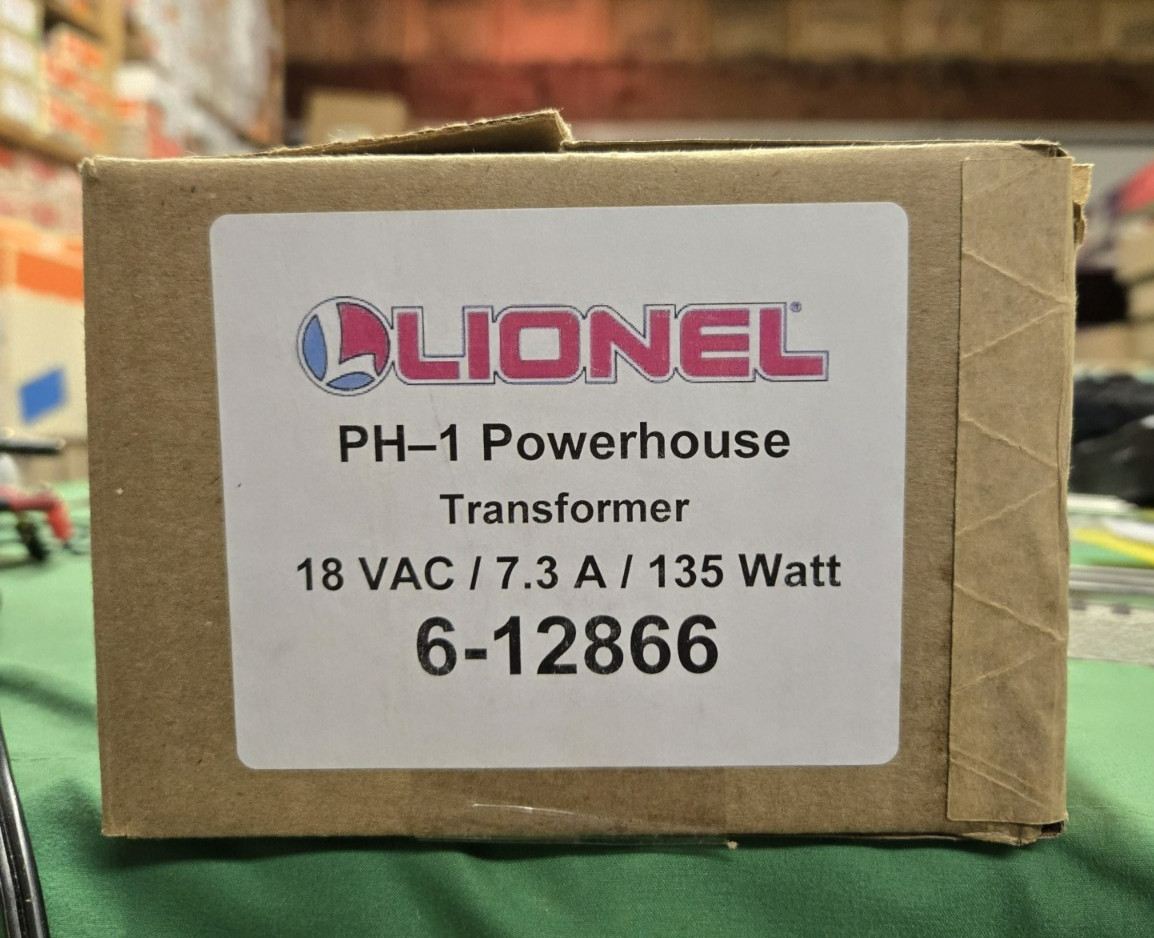 LIONEL®
PH–1 Powerhouse
Transformer
18 VAC / 7.3 A / 135 Watt
6-12866